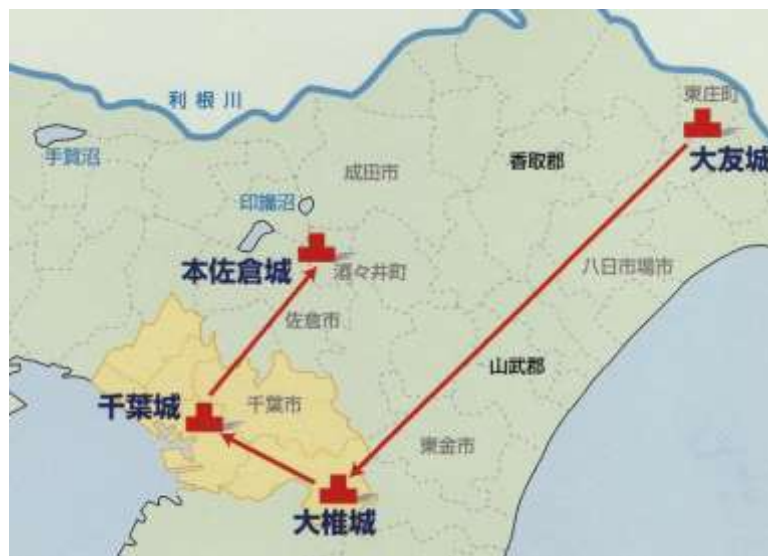 利根川
東庄町
手賀沼
大友城
香取郡
成田市
印旛沼
本佐倉城
酒々井町
八日市場市
佐倉市
山武郡
千葉城
千葉市
東金市
大椎城